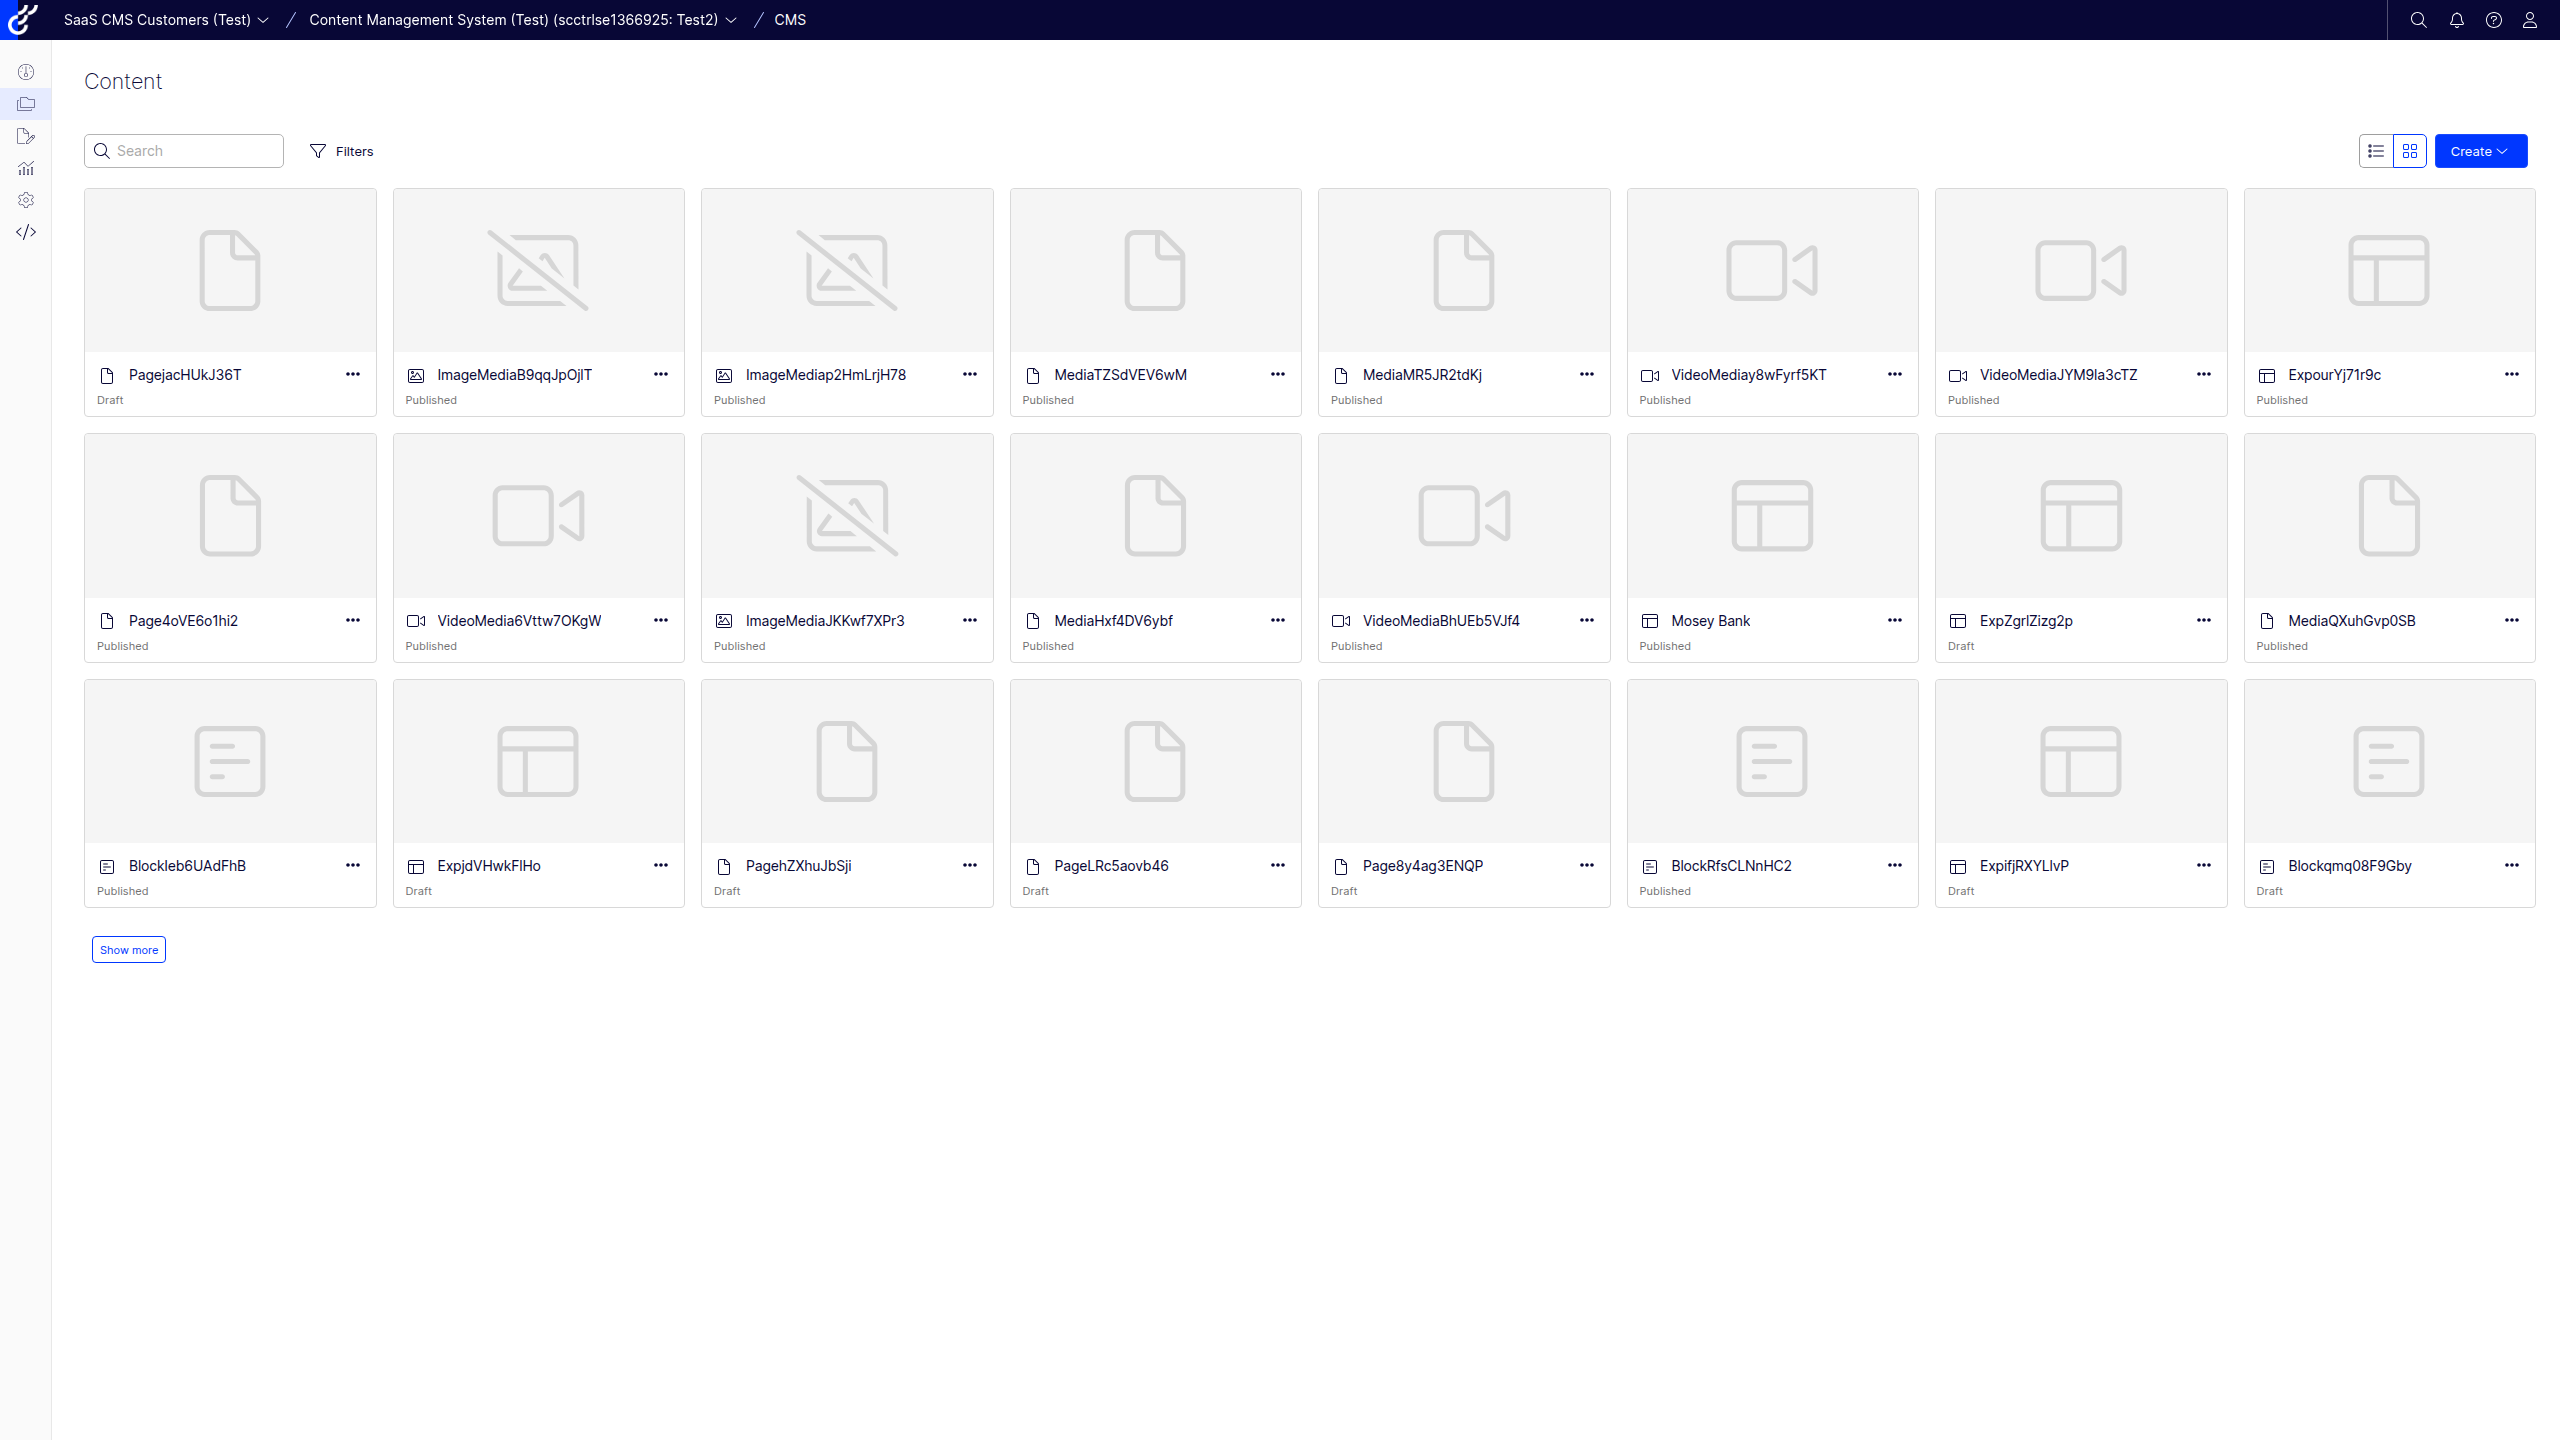 SaaS CMS Customers (Test) / Content Management System (Test) (scctrlse1366925: Test2) / CMS
Content
Search Filters Create
PagejacHUkJ36T ImageMediaB9qqJpOjIT ImageMediap2HmLrjH78 MediaTZSdVEV6wM MediaMR5JR2tdKj VideoMediay8wFyrf5KT VideoMediaJYM9la3cTZ ExpourYj71r9c
Draft Published Published Published Published Published Published Published
Page4oVE6o1hi2 VideoMedia6Vttw7OKgW ImageMediaJKKwf7XPr3 MediaHxf4DV6ybf VideoMediaBhUEb5VJf4 Mosey Bank ExpZgrlZizg2p MediaQXuhGvp0SB
Published Published Published Published Published Published Draft Published
BlockIeb6UAdFhB ExpjdVHwkFlHo PagehZXhuJbSji PageLRc5aovb46 Page8y4ag3ENQP BlockRfsCLNnHC2 ExpifjRXYLlvP Blockqmq08F9Gby
Published Draft Draft Draft Draft Published Draft Draft
Show more